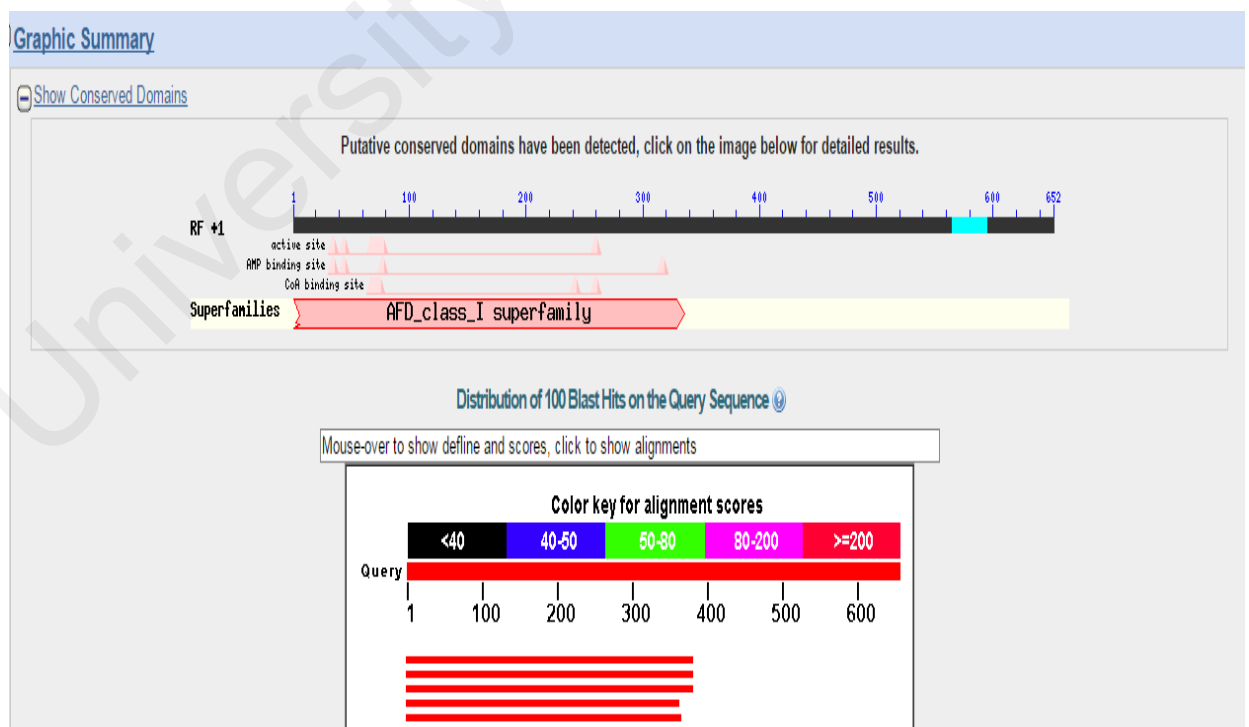 Graphic Summary
Show Conserved Domains
Putative conserved domains have been detected, click on the image below for detailed results.
1 100 200 300 400 500 600 652
RF +1
active site
AMP binding site
CoA binding site
Superfamilies AFD_class_I superfamily
Distribution of 100 Blast Hits on the Query Sequence
Mouse-over to show defline and scores, click to show alignments
Color key for alignment scores
<40 40-50 50-80 80-200 >=200
Query
1 100 200 300 400 500 600
University